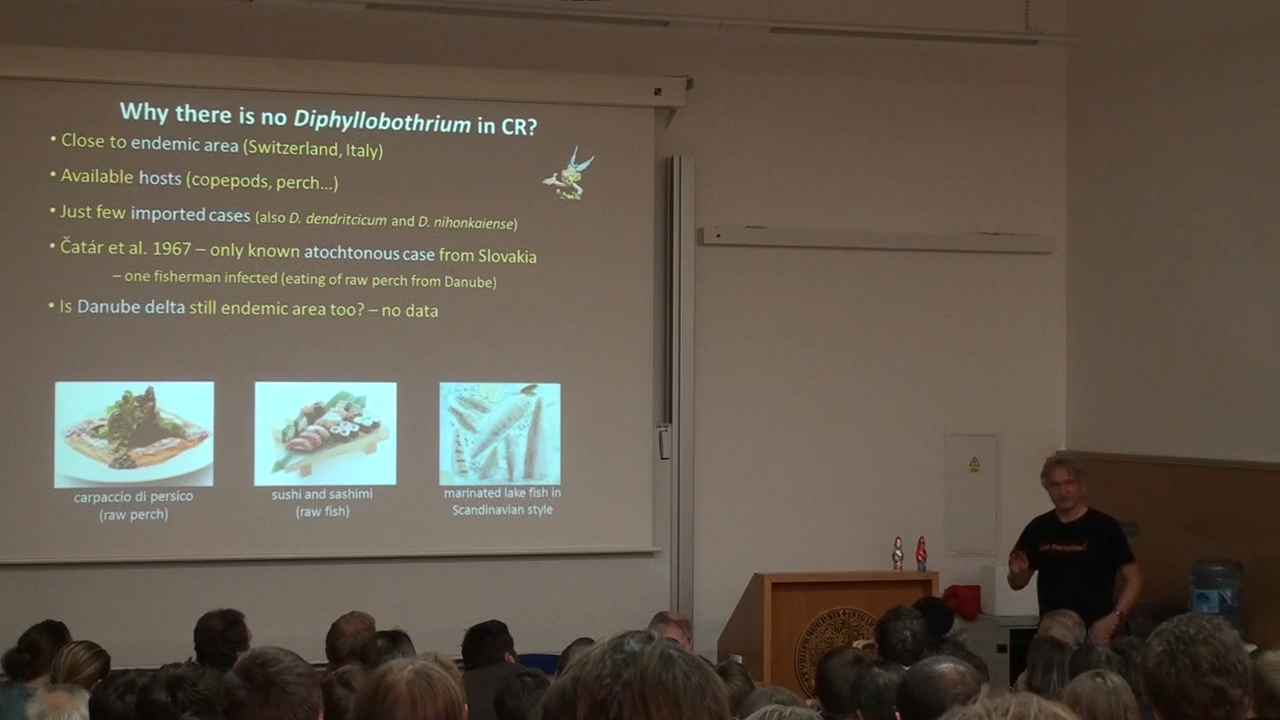 Why there is no Diphyllobothrium in CR?
• Close to endemic area (Switzerland, Italy)
• Available hosts (copepods, perch...)
• Just few imported cases (also D. dendritcicum and D. nihonkaiense)
• Čatár et al. 1967 – only known atochtonous case from Slovakia
– one fisherman infected (eating of raw perch from Danube)
• Is Danube delta still endemic area too? – no data
carpaccio di persico
(raw perch)
sushi and sashimi
(raw fish)
marinated lake fish in
Scandinavian style